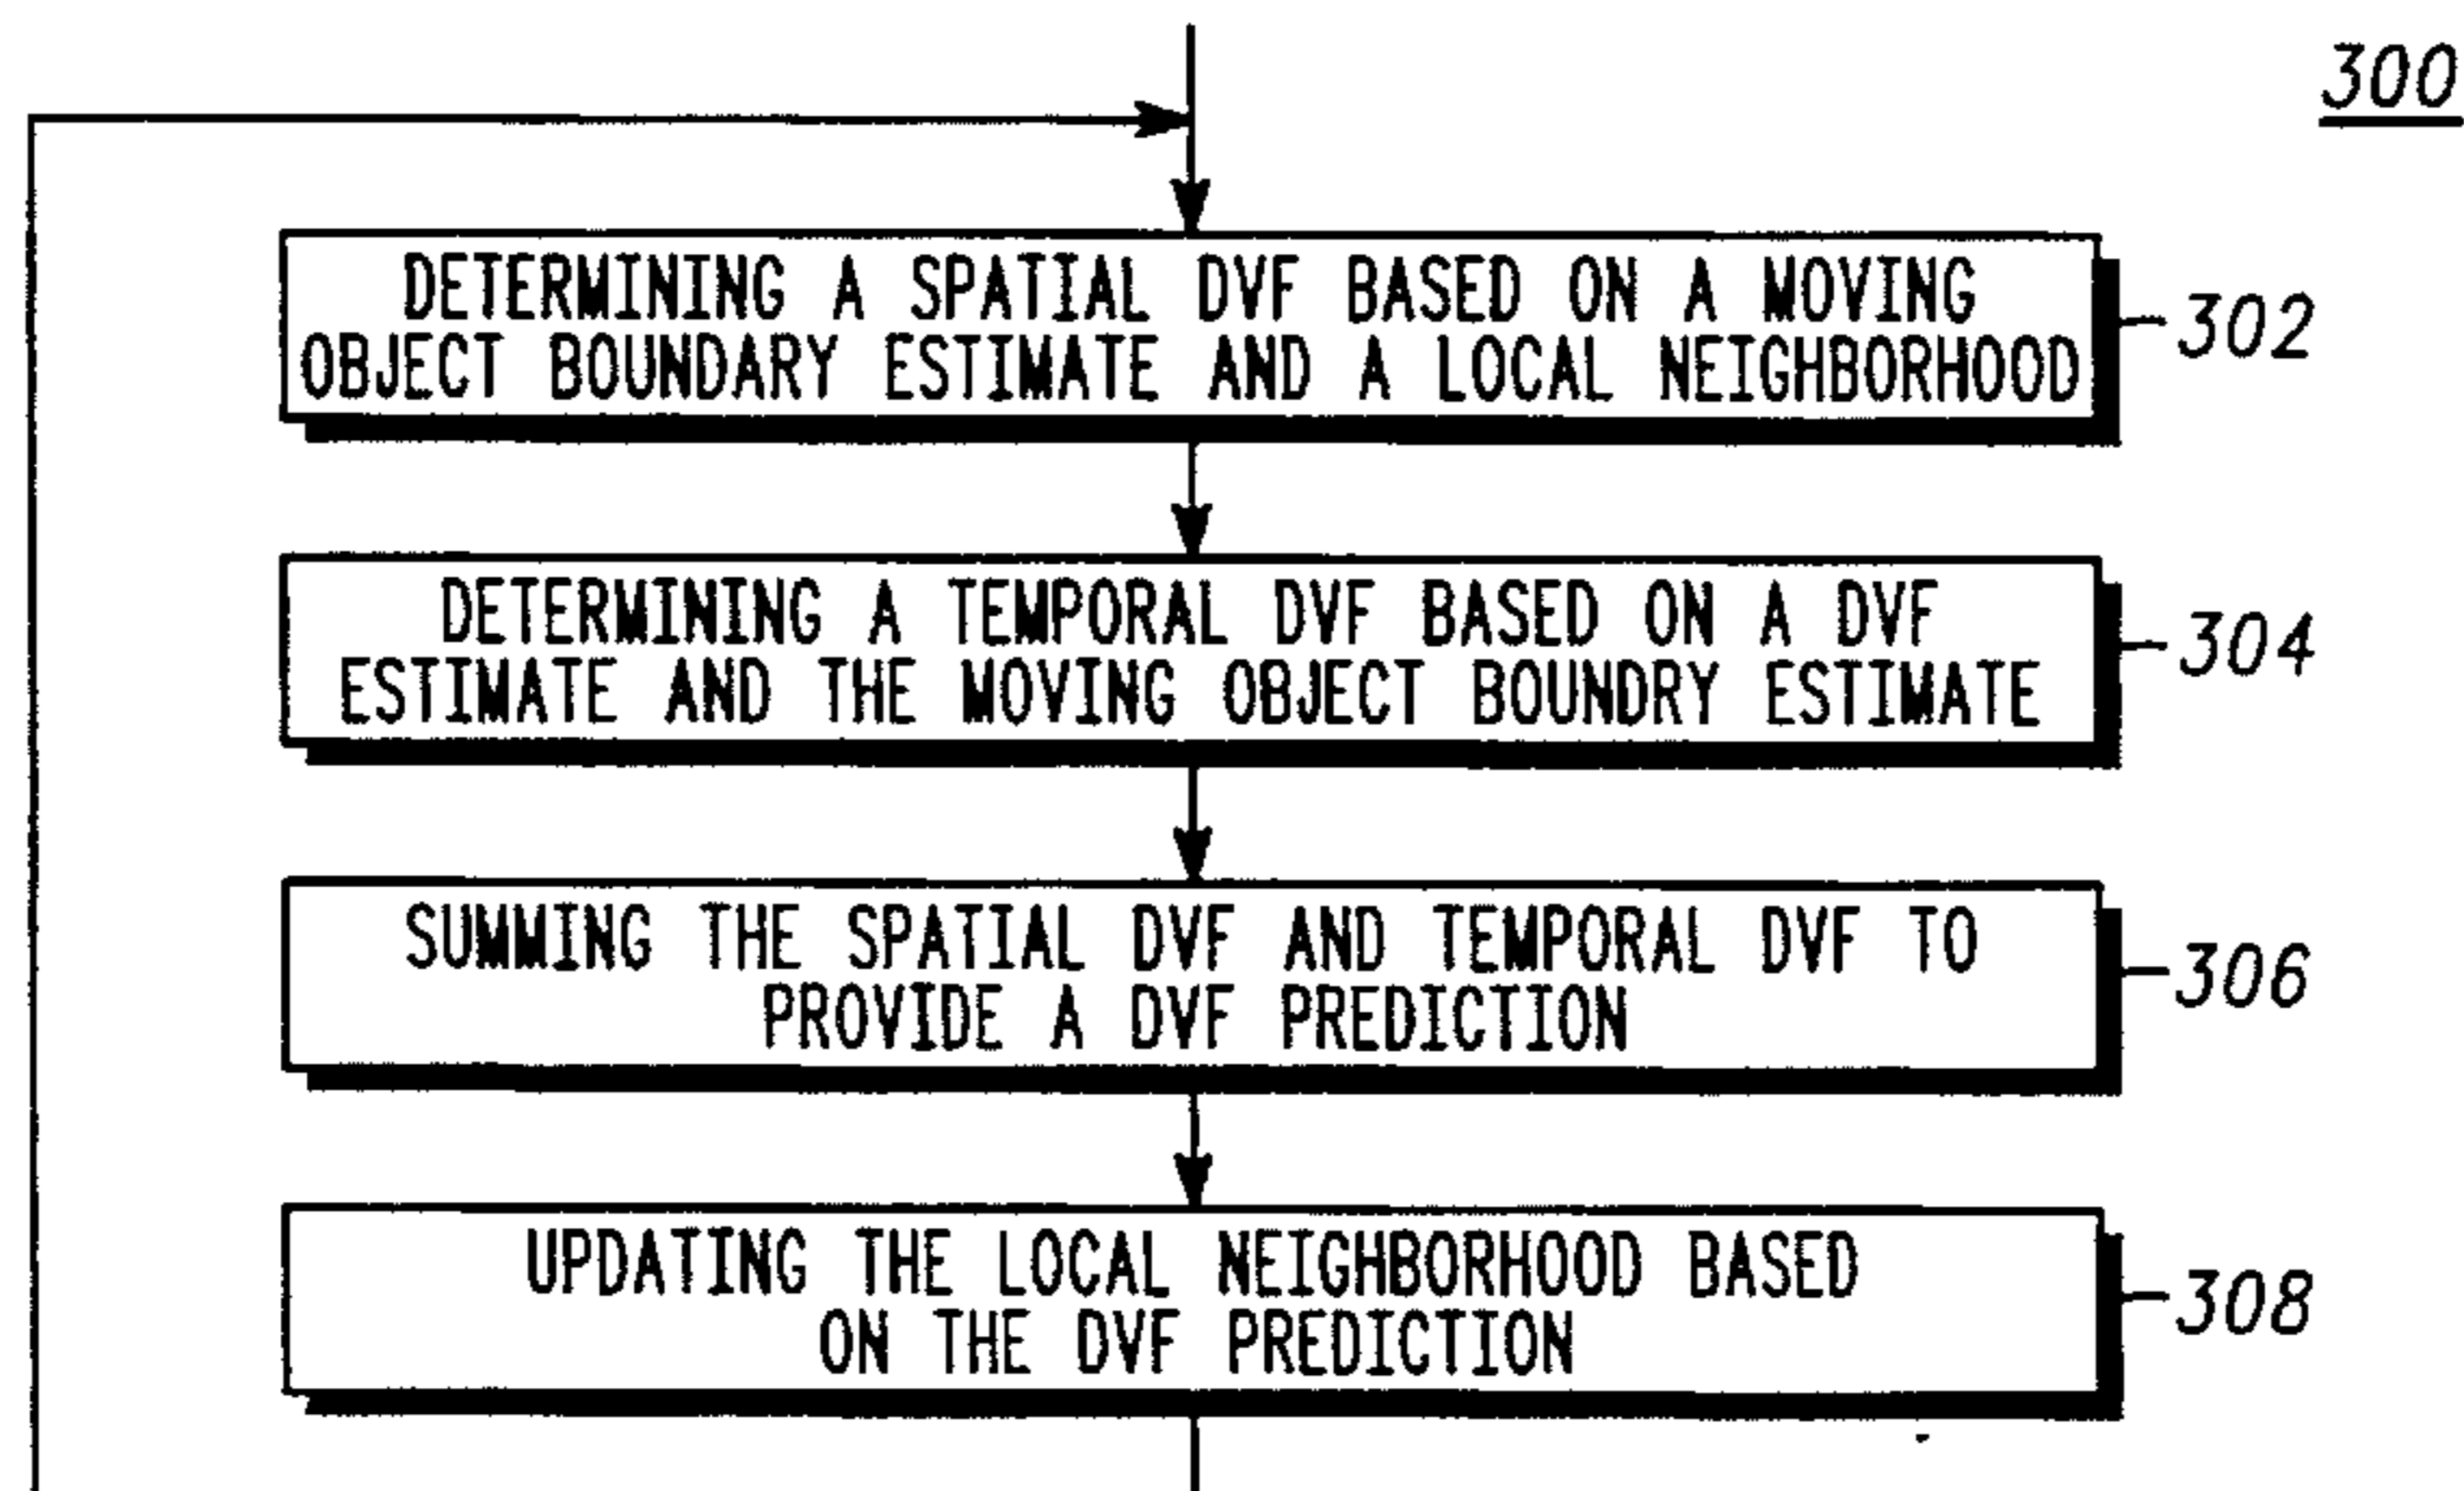 300
DETERMINING A SPATIAL DVF BASED ON A MOVING
OBJECT BOUNDARY ESTIMATE AND A LOCAL NEIGHBORHOOD
302
DETERMINING A TEMPORAL DVF BASED ON A DVF
ESTIMATE AND THE MOVING OBJECT BOUNDRY ESTIMATE
304
SUMMING THE SPATIAL DVF AND TEMPORAL DVF TO
PROVIDE A DVF PREDICTION
306
UPDATING THE LOCAL NEIGHBORHOOD BASED
ON THE DVF PREDICTION
308